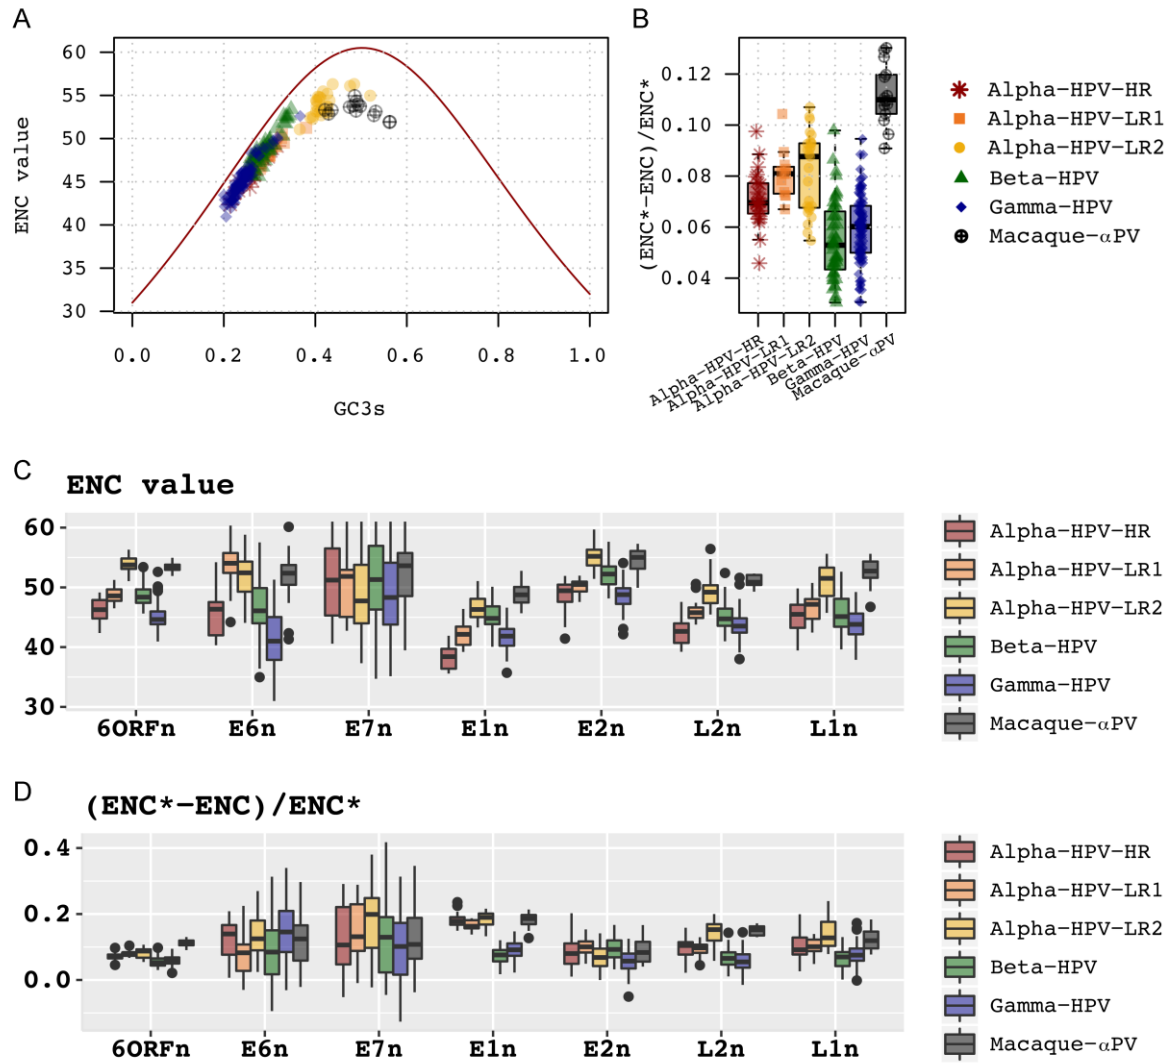 A
ENC value
60
55
50
45
40
35
30
0.0 0.2 0.4 0.6 0.8 1.0
GC3s
B
(ENC*−ENC)/ENC*
0.12
0.10
0.08
0.06
0.04
Alpha−HPV−HR
Alpha−HPV−LR1
Alpha−HPV−LR2
Beta−HPV
Gamma−HPV
Macaque−αPV
Alpha−HPV−HR
Alpha−HPV−LR1
Alpha−HPV−LR2
Beta−HPV
Gamma−HPV
Macaque−αPV
C
ENC value
60
50
40
30
6ORFn E6n E7n E1n E2n L2n L1n
Alpha−HPV−HR
Alpha−HPV−LR1
Alpha−HPV−LR2
Beta−HPV
Gamma−HPV
Macaque−αPV
D
(ENC*−ENC)/ENC*
0.4
0.2
0.0
6ORFn E6n E7n E1n E2n L2n L1n
Alpha−HPV−HR
Alpha−HPV−LR1
Alpha−HPV−LR2
Beta−HPV
Gamma−HPV
Macaque−αPV